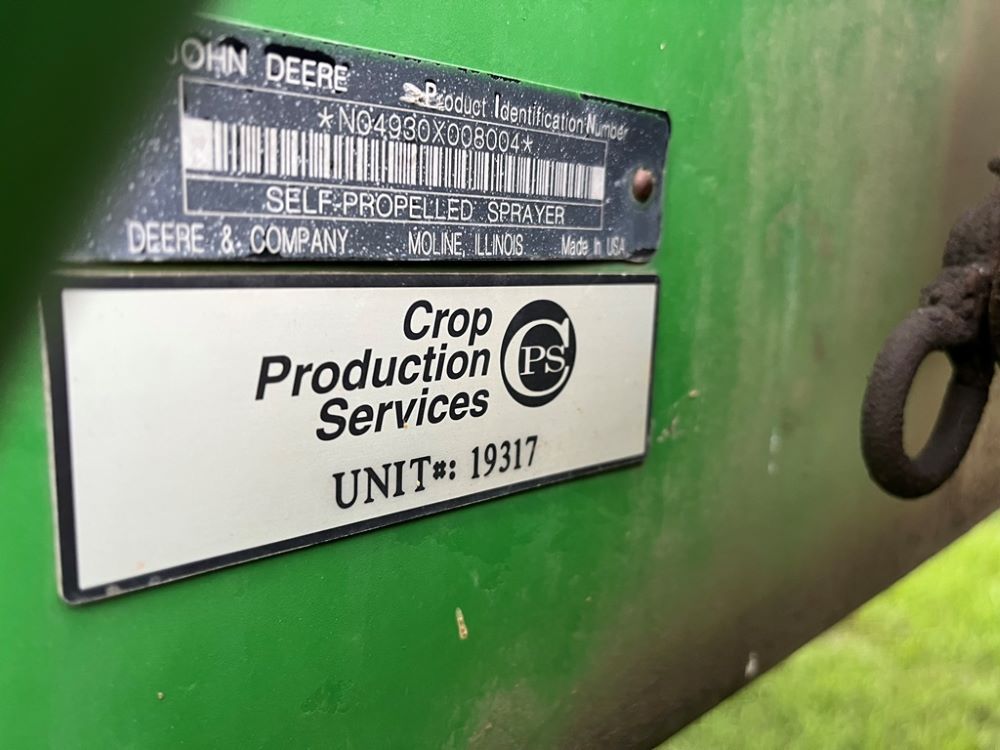 JOHN DEERE
Product Identification Number
*N04930X008004*
SELF-PROPELLED SPRAYER
DEERE & COMPANY MOLINE, ILLINOIS Made in USA
Crop
Production
Services
CPS
UNIT#: 19317